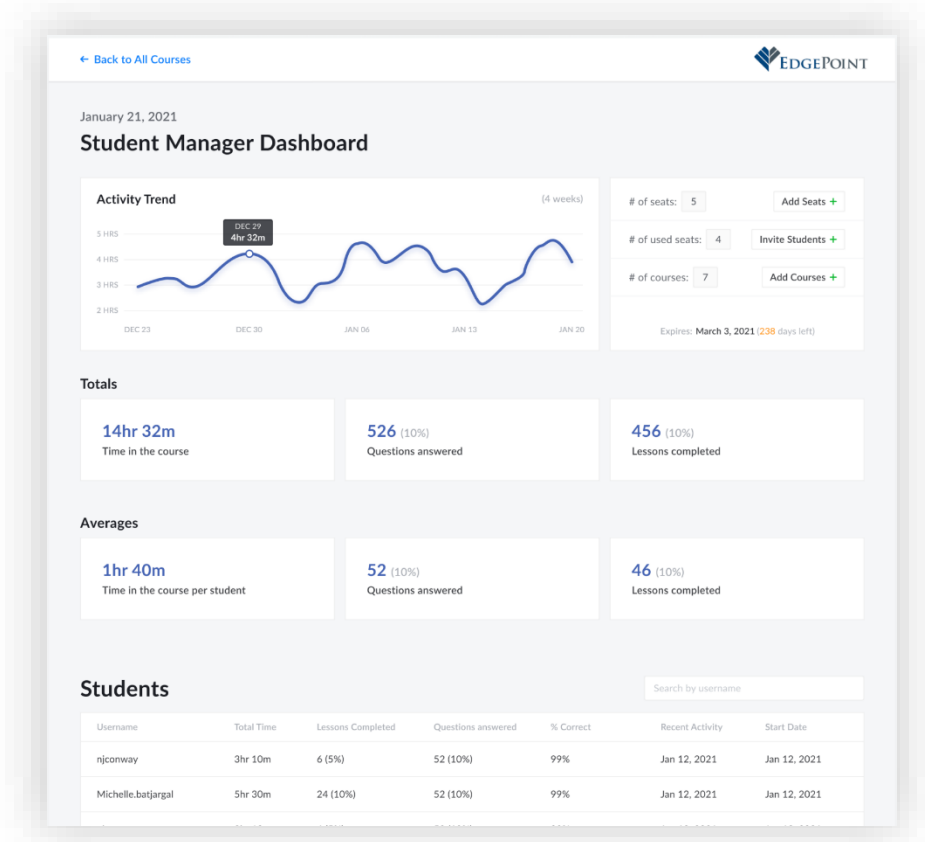 ← Back to All Courses
EDGEPOINT
January 21, 2021
Student Manager Dashboard
Activity Trend
(4 weeks)
5 HRS
4 HRS
3 HRS
2 HRS
DEC 29
4hr 32m
DEC 23 DEC 30 JAN 06 JAN 13 JAN 20
# of seats: 5 Add Seats +
# of used seats: 4 Invite Students +
# of courses: 7 Add Courses +
Expires: March 3, 2021 (238 days left)
Totals
14hr 32m
Time in the course
526 (10%)
Questions answered
456 (10%)
Lessons completed
Averages
1hr 40m
Time in the course per student
52 (10%)
Questions answered
46 (10%)
Lessons completed
Students
Search by username
Username Total Time Lessons Completed Questions answered % Correct Recent Activity Start Date
njconway 3hr 10m 6 (5%) 52 (10%) 99% Jan 12, 2021 Jan 12, 2021
Michelle.batjargal 5hr 30m 24 (10%) 52 (10%) 99% Jan 12, 2021 Jan 12, 2021